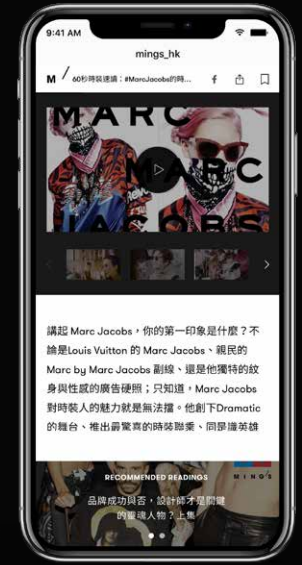 9:41 AM
mings_hk
M / 60秒時裝速讀：#MarcJacobs的時...
MARC
MARC
JACOBS
講起 Marc Jacobs，你的第一印象是什麼？不
論是Louis Vuitton 的 Marc Jacobs、親民的
Marc by Marc Jacobs 副線、還是他獨特的紋
身與性感的廣告硬照；只知道，Marc Jacobs
對時裝人的魅力就是無法擋。他創下Dramatic
的舞台、推出最驚喜的時裝聯乘、同是識英雄
RECOMMENDED READINGS
MING'S
品牌成功與否，設計師才是關鍵
的靈魂人物？上集